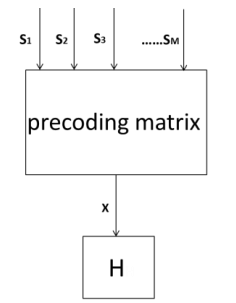 S1 S2 S3 ......SM
precoding matrix
X
H